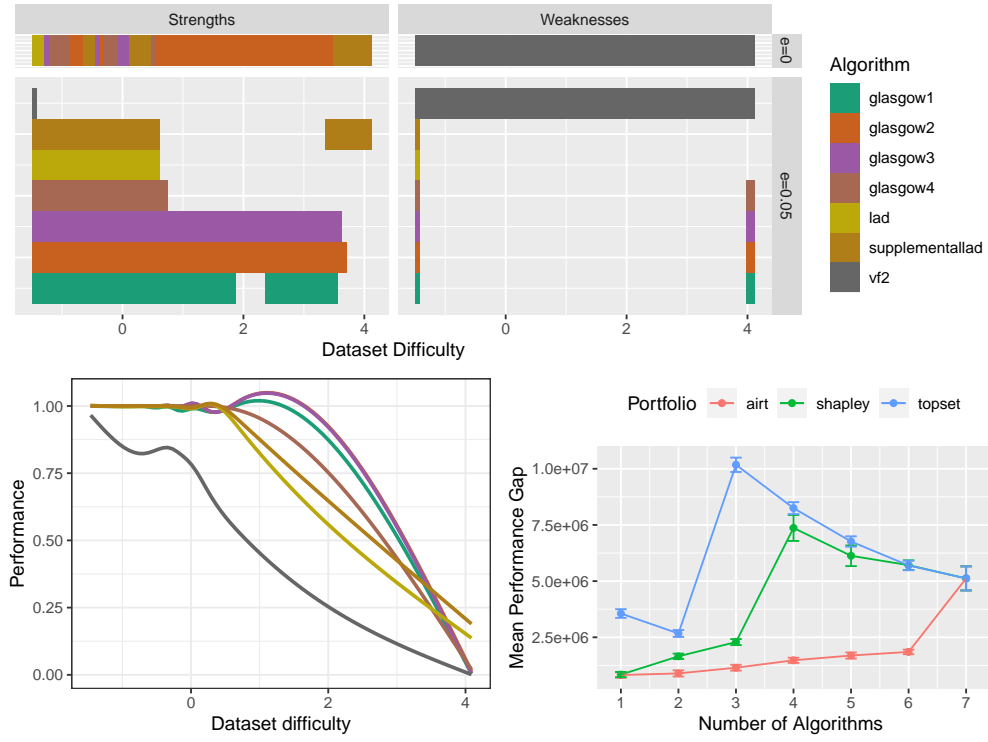 Strengths
Weaknesses
e=0
e=0.05
0
2
4
0
2
4
Dataset Difficulty
Algorithm
glasgow1
glasgow2
glasgow3
glasgow4
lad
supplementallad
vf2
Performance
1.00
0.75
0.50
0.25
0.00
0
2
4
Dataset difficulty
Portfolio
airt
shapley
topset
Mean Performance Gap
1.0e+07
7.5e+06
5.0e+06
2.5e+06
1
2
3
4
5
6
7
Number of Algorithms